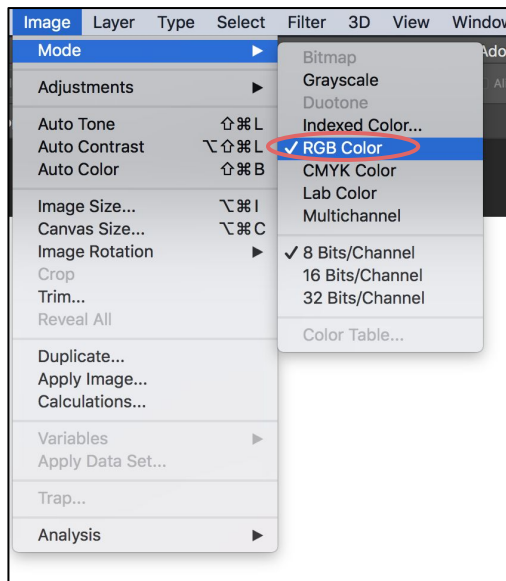 Image Layer Type Select Filter 3D View Window
Mode ▶
Adjustments ▶
Auto Tone ⇧⌘L
Auto Contrast ⌥⇧⌘L
Auto Color ⇧⌘B
Image Size... ⌥⌘I
Canvas Size... ⌥⌘C
Image Rotation ▶
Crop
Trim...
Reveal All
Duplicate...
Apply Image...
Calculations...
Variables ▶
Apply Data Set...
Trap...
Analysis ▶
Ado
Al
Bitmap
Grayscale
Duotone
Indexed Color...
✓ RGB Color
CMYK Color
Lab Color
Multichannel
✓ 8 Bits/Channel
16 Bits/Channel
32 Bits/Channel
Color Table...